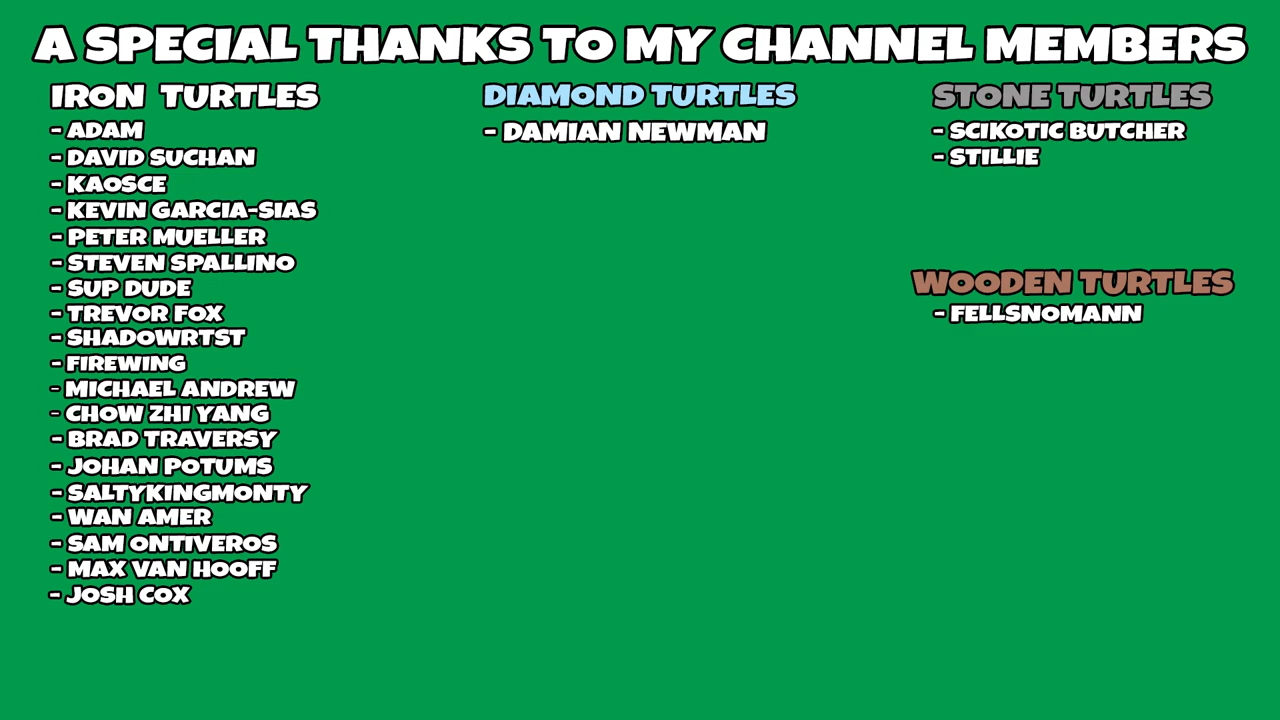 A SPECIAL THANKS TO MY CHANNEL MEMBERS
IRON TURTLES
- ADAM
- DAVID SUCHAN
- KAOSCE
- KEVIN GARCIA-SIAS
- PETER MUELLER
- STEVEN SPALLINO
- SUP DUDE
- TREVOR FOX
- SHADOWRTST
- FIREWING
- MICHAEL ANDREW
- CHOW ZHI YANG
- BRAD TRAVERSY
- JOHAN POTUMS
- SALTYKINGMONTY
- WAN AMER
- SAM ONTIVEROS
- MAX VAN HOOFF
- JOSH COX
DIAMOND TURTLES
- DAMIAN NEWMAN
STONE TURTLES
- SCIKOTIC BUTCHER
- STILLIE
WOODEN TURTLES
- FELLSNOMANN